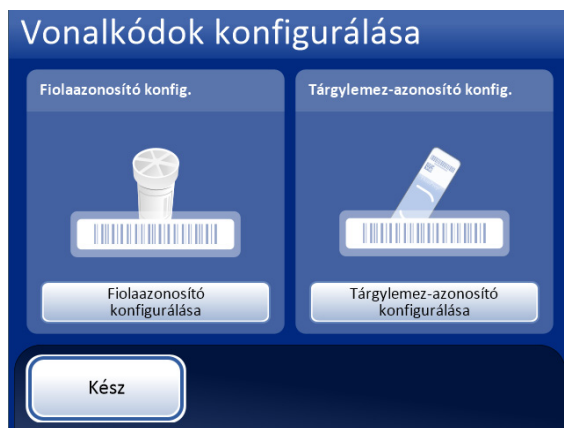 Vonalkódok konfigurálása
Fiolaazonosító konfig.
Tárgylemez-azonosító konfig.
Fiolaazonosító
konfigurálása
Tárgylemez-azonosító
konfigurálása
Kész